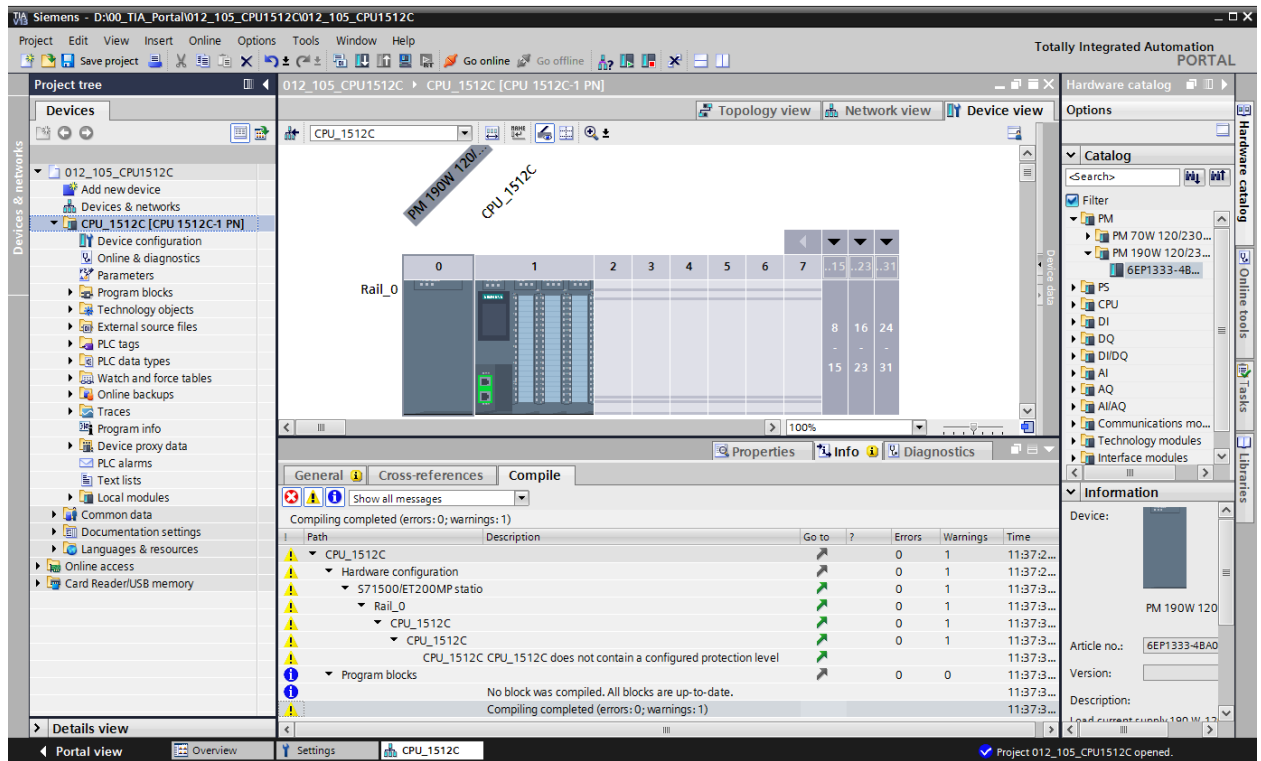 Siemens - D:\00_TIA_Portal\012_105_CPU1512C\012_105_CPU1512C
Project Edit View Insert Online Options Tools Window Help
Totally Integrated Automation
PORTAL
Save project Go online Go offline
Project tree
012_105_CPU1512C CPU_1512C [CPU 1512C-1 PN]
Hardware catalog
Devices
Topology view Network view Device view
Options
CPU_1512C
PM 190W 120/...
CPU_1512C
Catalog
<Search>
Filter
PM
PM 70W 120/230...
PM 190W 120/23...
6EP1333-4B...
PS
CPU
DI
DQ
DI/DQ
AI
AQ
AI/AQ
Communications mo...
Technology modules
Interface modules
012_105_CPU1512C
Add new device
Devices & networks
CPU_1512C [CPU 1512C-1 PN]
Device configuration
Online & diagnostics
Parameters
Program blocks
Technology objects
External source files
PLC tags
PLC data types
Watch and force tables
Online backups
Traces
Program info
Device proxy data
PLC alarms
Text lists
Local modules
Common data
Documentation settings
Languages & resources
Online access
Card Reader/USB memory
0 1 2 3 4 5 6 7 ..15 ..23 ..31
Rail_0
8 16 24
- - -
15 23 31
Device data
100%
Properties Info Diagnostics
General Cross-references Compile
Show all messages
Compiling completed (errors: 0; warnings: 1)
! Path Description Go to ? Errors Warnings Time
CPU_1512C 0 1 11:37:2...
Hardware configuration 0 1 11:37:2...
S71500/ET200MP statio 0 1 11:37:3...
Rail_0 0 1 11:37:3...
CPU_1512C 0 1 11:37:3...
CPU_1512C 0 1 11:37:3...
CPU_1512C CPU_1512C does not contain a configured protection level 11:37:3...
Program blocks 0 0 11:37:3...
No block was compiled. All blocks are up-to-date. 11:37:3...
Compiling completed (errors: 0; warnings: 1) 11:37:3...
Information
Device:
PM 190W 120
Article no.: 6EP1333-4BA0
Version:
Description:
Load current supply 190 W, 12
Devices & networks
Hardware catalog
Online tools
Tasks
Libraries
Details view
Portal view Overview Settings CPU_1512C
Project 012_105_CPU1512C opened.